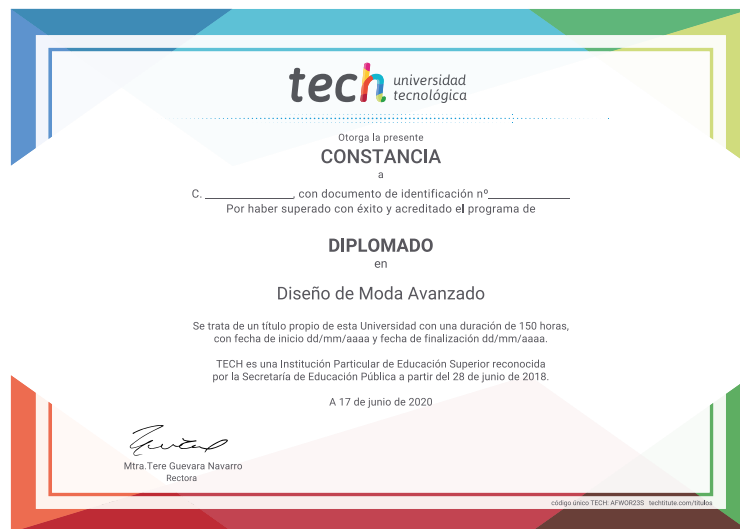 tech universidad
tecnológica
Otorga la presente
CONSTANCIA
a
C. ______________, con documento de identificación nº______________
Por haber superado con éxito y acreditado el programa de
DIPLOMADO
en
Diseño de Moda Avanzado
Se trata de un título propio de esta Universidad con una duración de 150 horas,
con fecha de inicio dd/mm/aaaa y fecha de finalización dd/mm/aaaa.
TECH es una Institución Particular de Educación Superior reconocida
por la Secretaría de Educación Pública a partir del 28 de junio de 2018.
A 17 de junio de 2020
Mtra.Tere Guevara Navarro
Rectora
código único TECH: AFWOR23S techtitute.com/titulos